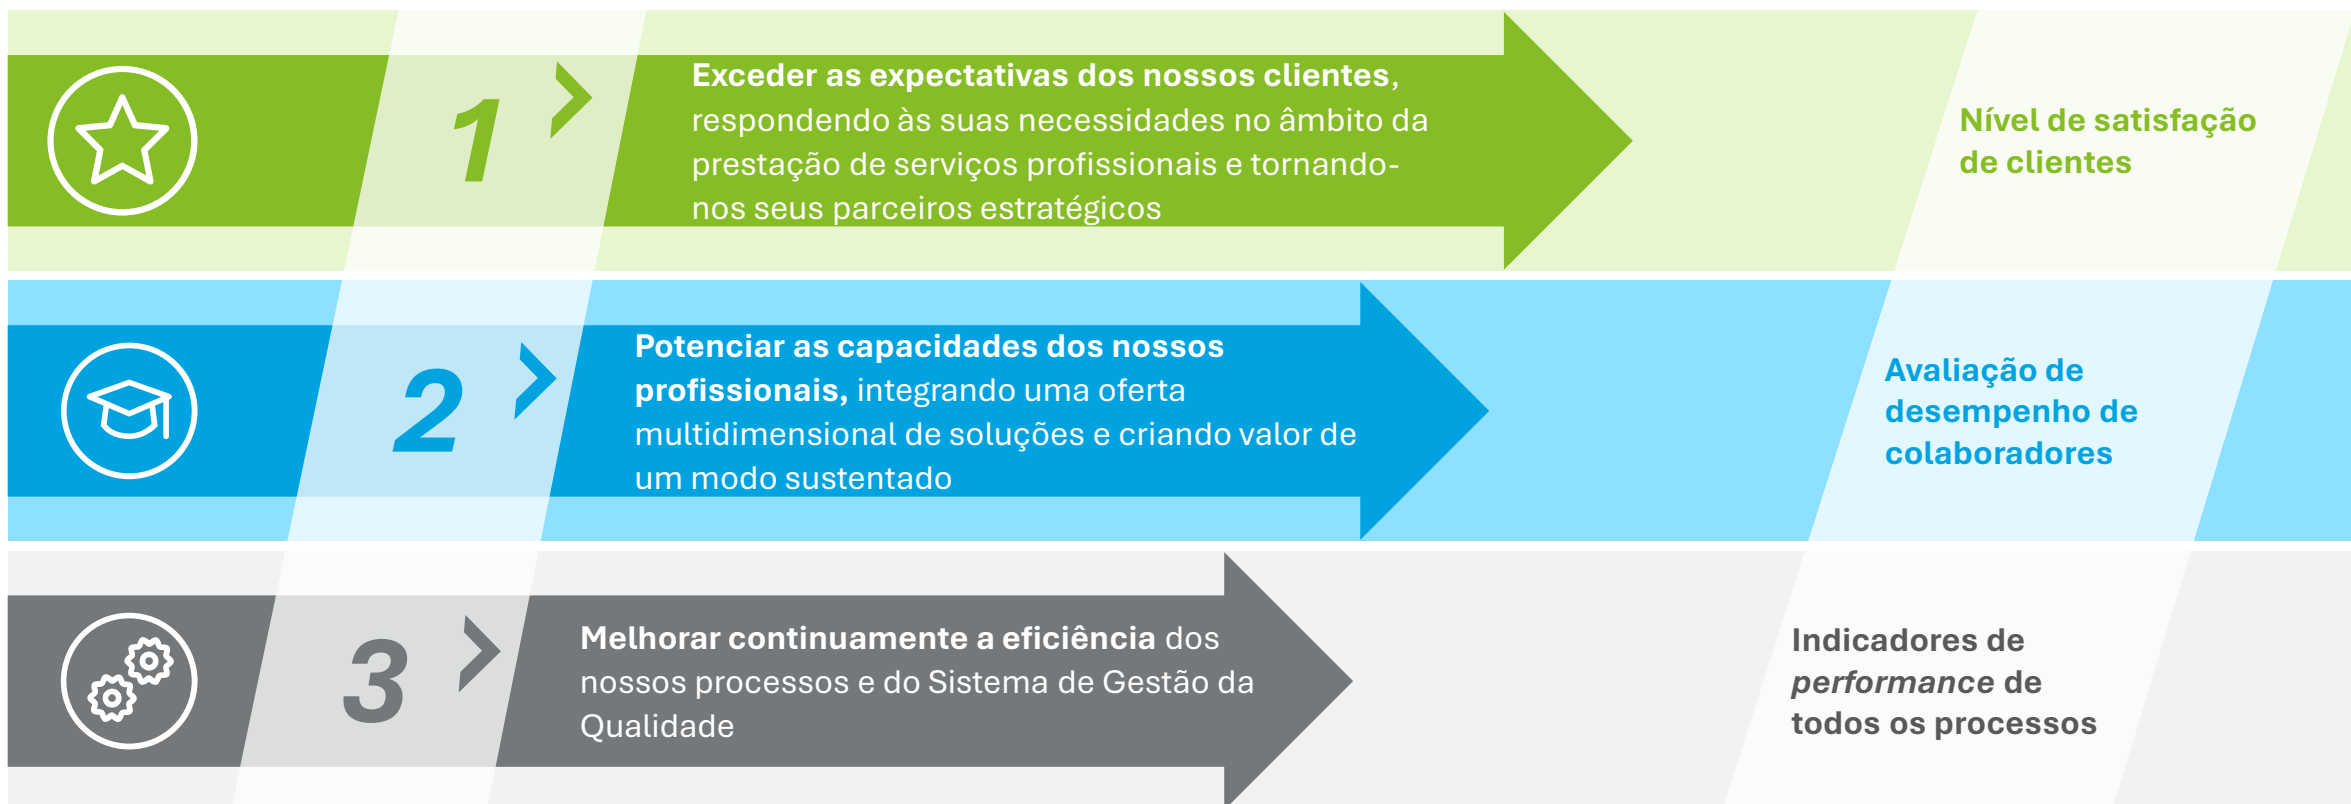 1
Exceder as expectativas dos nossos clientes,
respondendo às suas necessidades no âmbito da
prestação de serviços profissionais e tornando-
nos seus parceiros estratégicos
Nível de satisfação
de clientes
2
Potenciar as capacidades dos nossos
profissionais, integrando uma oferta
multidimensional de soluções e criando valor de
um modo sustentado
Avaliação de
desempenho de
colaboradores
3
Melhorar continuamente a eficiência dos
nossos processos e do Sistema de Gestão da
Qualidade
Indicadores de
performance de
todos os processos